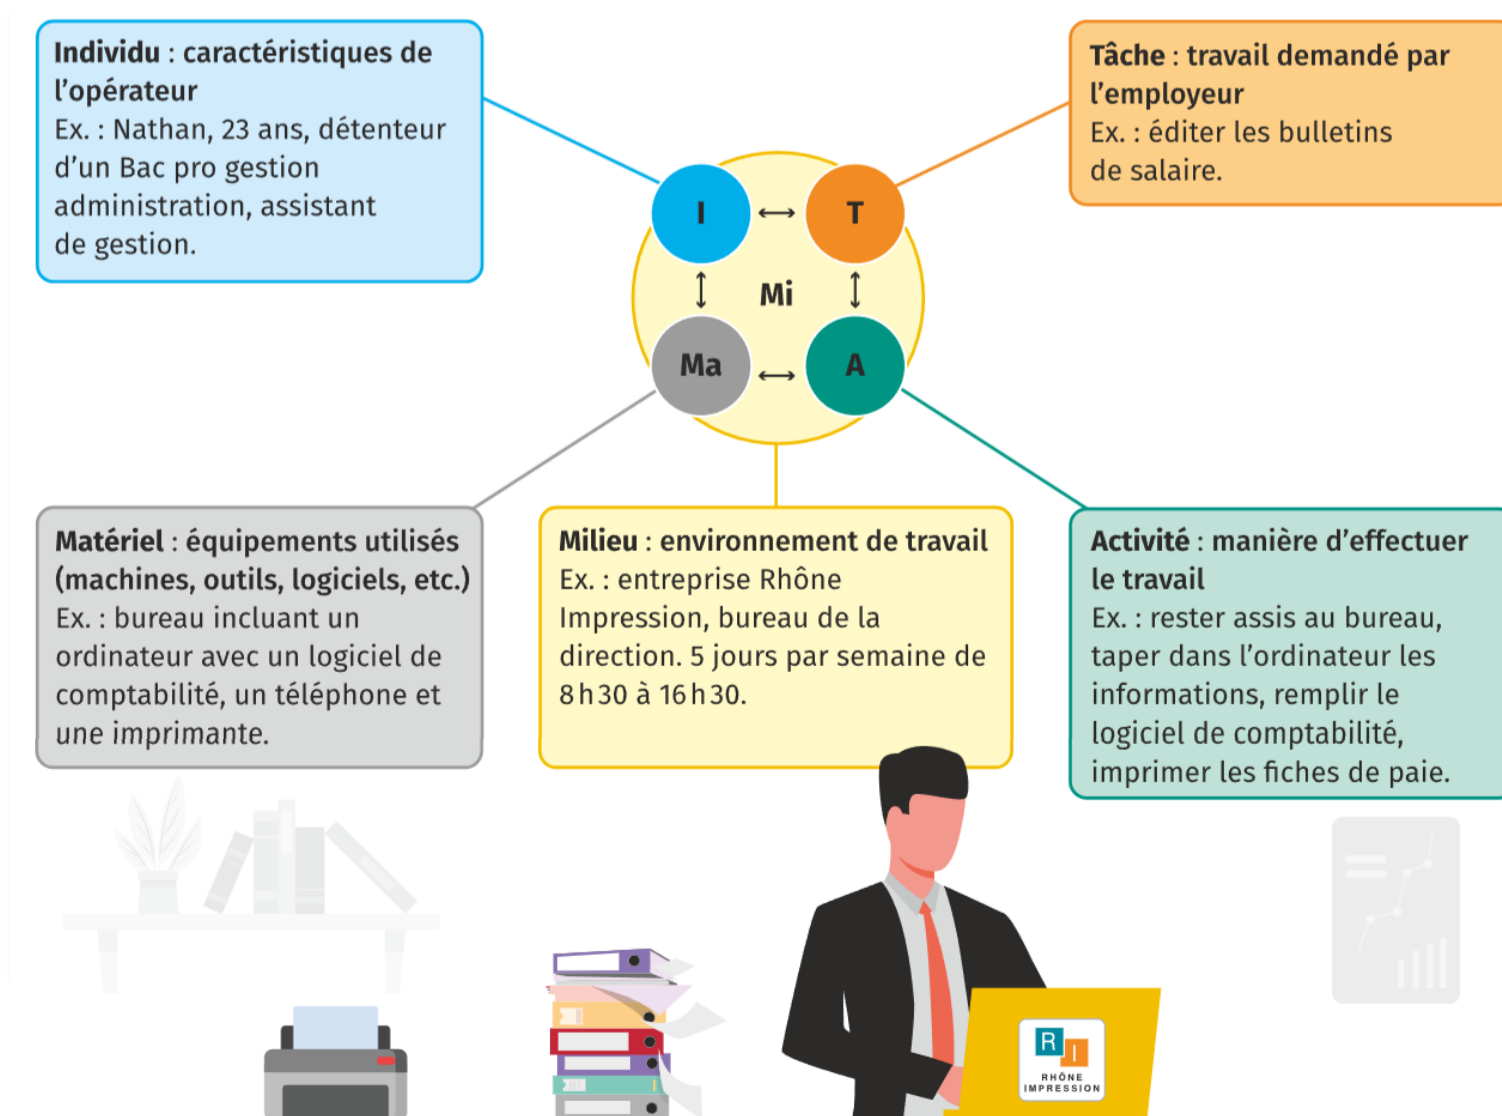 Individu : caractéristiques de
l'opérateur
Ex. : Nathan, 23 ans, détenteur
d'un Bac pro gestion
administration, assistant
de gestion.
Tâche : travail demandé par
l'employeur
Ex. : éditer les bulletins
de salaire.
I
T
Mi
Ma
A
Matériel : équipements utilisés
(machines, outils, logiciels, etc.)
Ex. : bureau incluant un
ordinateur avec un logiciel de
comptabilité, un téléphone et
une imprimante.
Milieu : environnement de travail
Ex. : entreprise Rhône
Impression, bureau de la
direction. 5 jours par semaine de
8h30 à 16h30.
Activité : manière d'effectuer
le travail
Ex. : rester assis au bureau,
taper dans l'ordinateur les
informations, remplir le
logiciel de comptabilité,
imprimer les fiches de paie.
R
I
RHÔNE
IMPRESSION